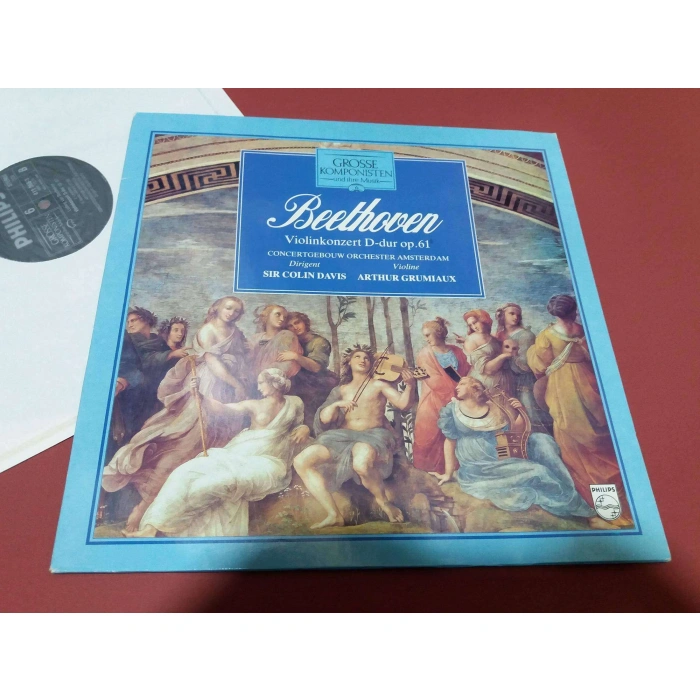 GROSSE
KOMPONISTEN
und ihre Musik
Beethoven
Violinkonzert D-dur op.61
CONCERTGEBOUW ORCHESTER AMSTERDAM
Dirigent Violine
SIR COLIN DAVIS ARTHUR GRUMIAUX
PHILIPS
PHILIPS